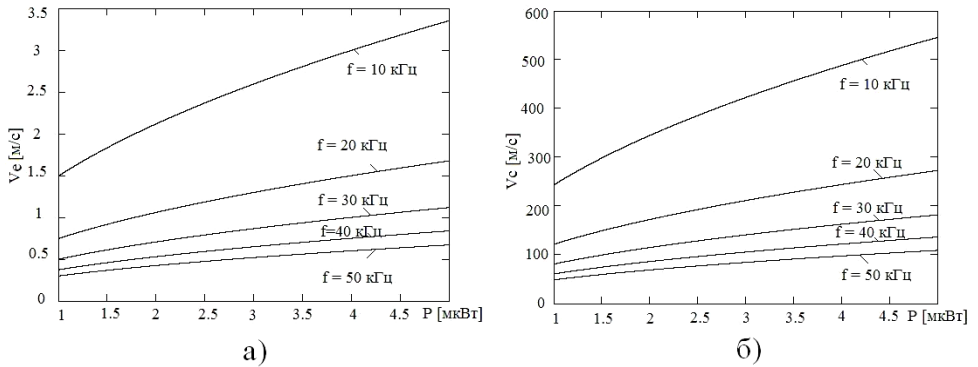 Ve [м/с]
3.5
3
2.5
2
1.5
1
0.5
0
f = 10 кГц
f = 20 кГц
f = 30 кГц
f=40 кГц
f = 50 кГц
1 1.5 2 2.5 3 3.5 4 4.5 P [мкВт]
а)
Vc [м/с]
600
500
400
300
200
100
0
f = 10 кГц
f = 20 кГц
f = 30 кГц
f = 40 кГц
f = 50 кГц
1 1.5 2 2.5 3 3.5 4 4.5 P [мкВт]
б)